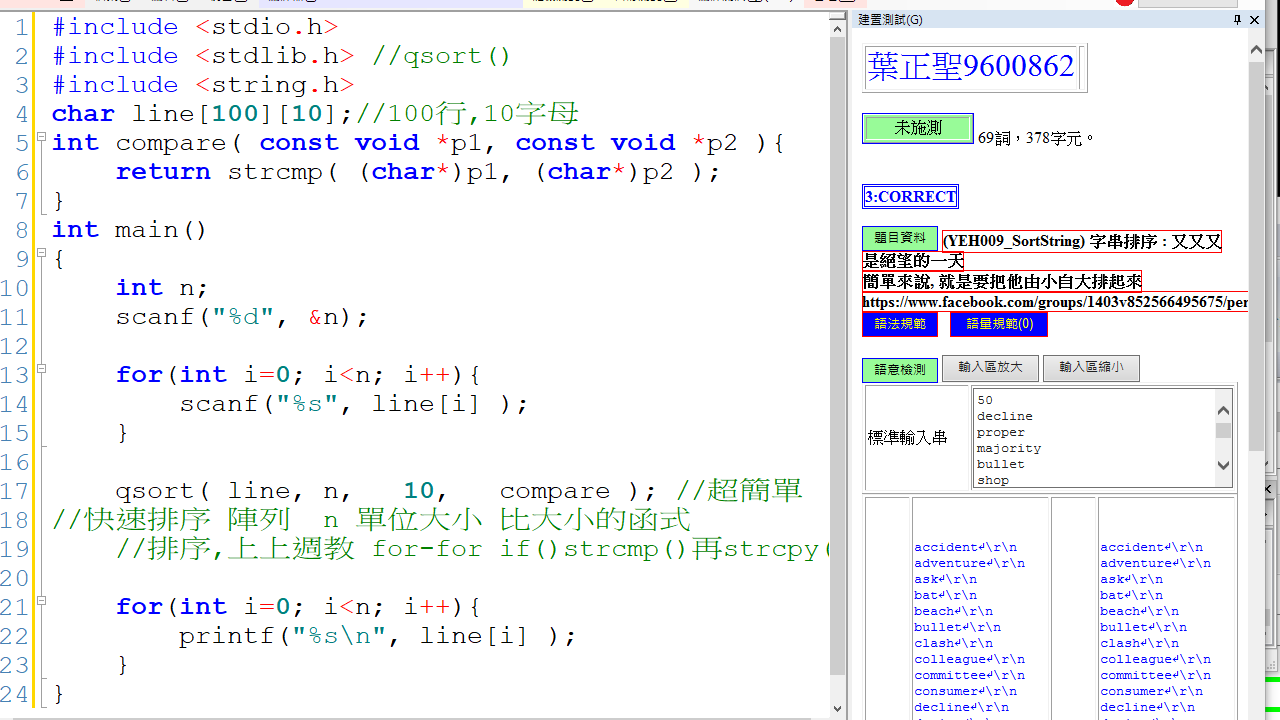 1 #include <stdio.h>
2 #include <stdlib.h> //qsort()
3 #include <string.h>
4 char line[100][10];//100行,10字母
5 int compare( const void *p1, const void *p2 ){
6     return strcmp( (char*)p1, (char*)p2 );
7 }
8 int main()
9 {
10     int n;
11     scanf("%d", &n);
12
13     for(int i=0; i<n; i++){
14         scanf("%s", line[i] );
15     }
16
17     qsort( line, n,   10,   compare ); //超簡單
18 //快速排序 陣列  n 單位大小 比大小的函式
19     //排序,上上週教 for-for if()strcmp()再strcpy(
20
21     for(int i=0; i<n; i++){
22         printf("%s\n", line[i] );
23     }
24 }
建置測試(G)
葉正聖9600862
未施測 69詞，378字元。
3:CORRECT
題目資料 (YEH009_SortString) 字串排序 : 又又又
是絕望的一天
簡單來說, 就是要把他由小自大排起來
https://www.facebook.com/groups/1403v852566495675/per
語法規範 語量規範(0)
語意檢測 輸入區放大 輸入區縮小
標準輸入串
50
decline
proper
majority
bullet
shop
accident↵\r\n
adventure↵\r\n
ask↵\r\n
bat↵\r\n
beach↵\r\n
bullet↵\r\n
clash↵\r\n
colleague↵\r\n
committee↵\r\n
consumer↵\r\n
decline↵\r\n
accident↵\r\n
adventure↵\r\n
ask↵\r\n
bat↵\r\n
beach↵\r\n
bullet↵\r\n
clash↵\r\n
colleague↵\r\n
committee↵\r\n
consumer↵\r\n
decline↵\r\n